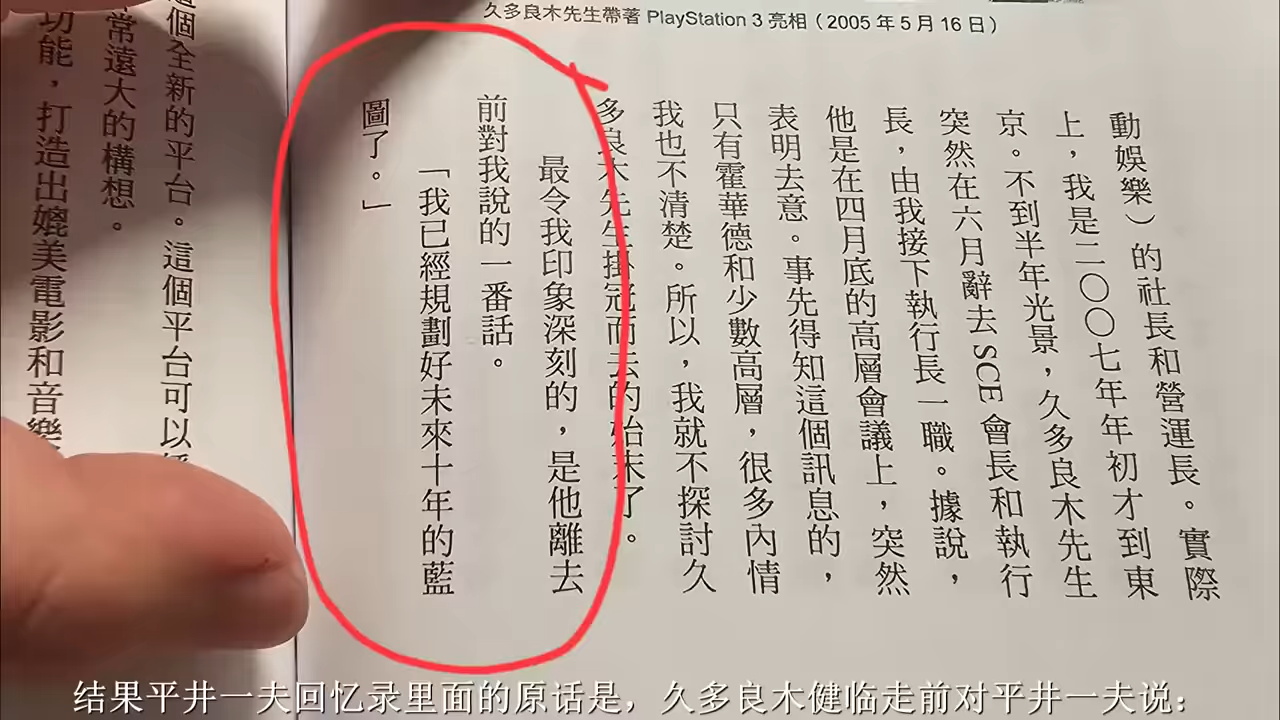 久多良木先生帶著 PlayStation 3 亮相（2005 年 5 月 16 日）
動娛樂）的社長和營運長。實際
上，我是二〇〇七年年初才到東
京。不到半年光景，久多良木先生
突然在六月辭去 SCE 會長和執行
長，由我接下執行長一職。據說，
他是在四月底的高層會議上，突然
表明去意。事先得知這個訊息的，
只有霍華德和少數高層，很多內情
我也不清楚。所以，我就不探討久
多良木先生掛冠而去的始末了。
最令我印象深刻的，是他離去
前對我說的一番話。
「我已經規劃好未來十年的藍
圖了。」
個全新的平台。這個平台可以
常遠大的構想。
功能，打造出媲美電影和音樂
结果平井一夫回忆录里面的原话是，久多良木健临走前对平井一夫说：